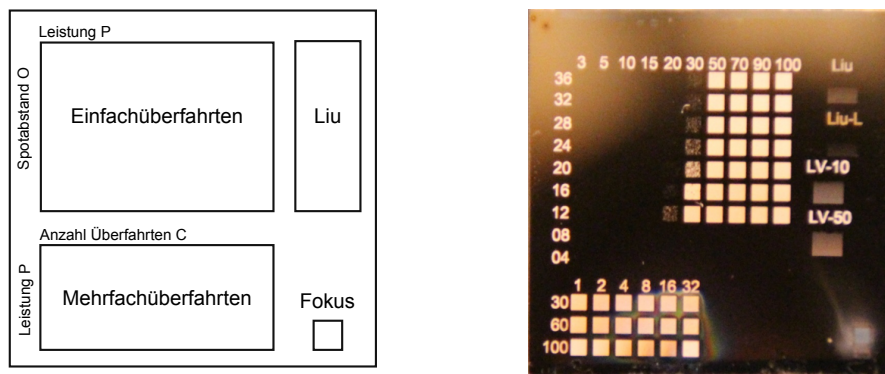 Leistung P
Spotabstand O
Einfachüberfahrten
Liu
Anzahl Überfahrten C
Leistung P
Mehrfachüberfahrten
Fokus
3 5 10 15 20 30 50 70 90 100
Liu
36
32
28
Liu-L
24
20
LV-10
16
12
LV-50
08
04
1 2 4 8 16 32
30
60
100